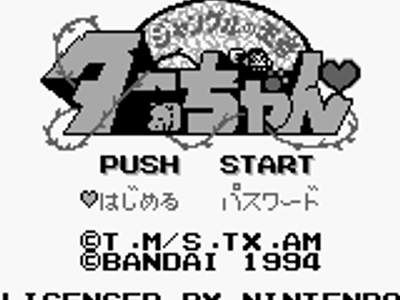 ジャングルの王者
ターちゃん
PUSH START
♥はじめる パスワード
©T.M/S.TX.AM
©BANDAI 1994
LICENSED BY NINTENDO